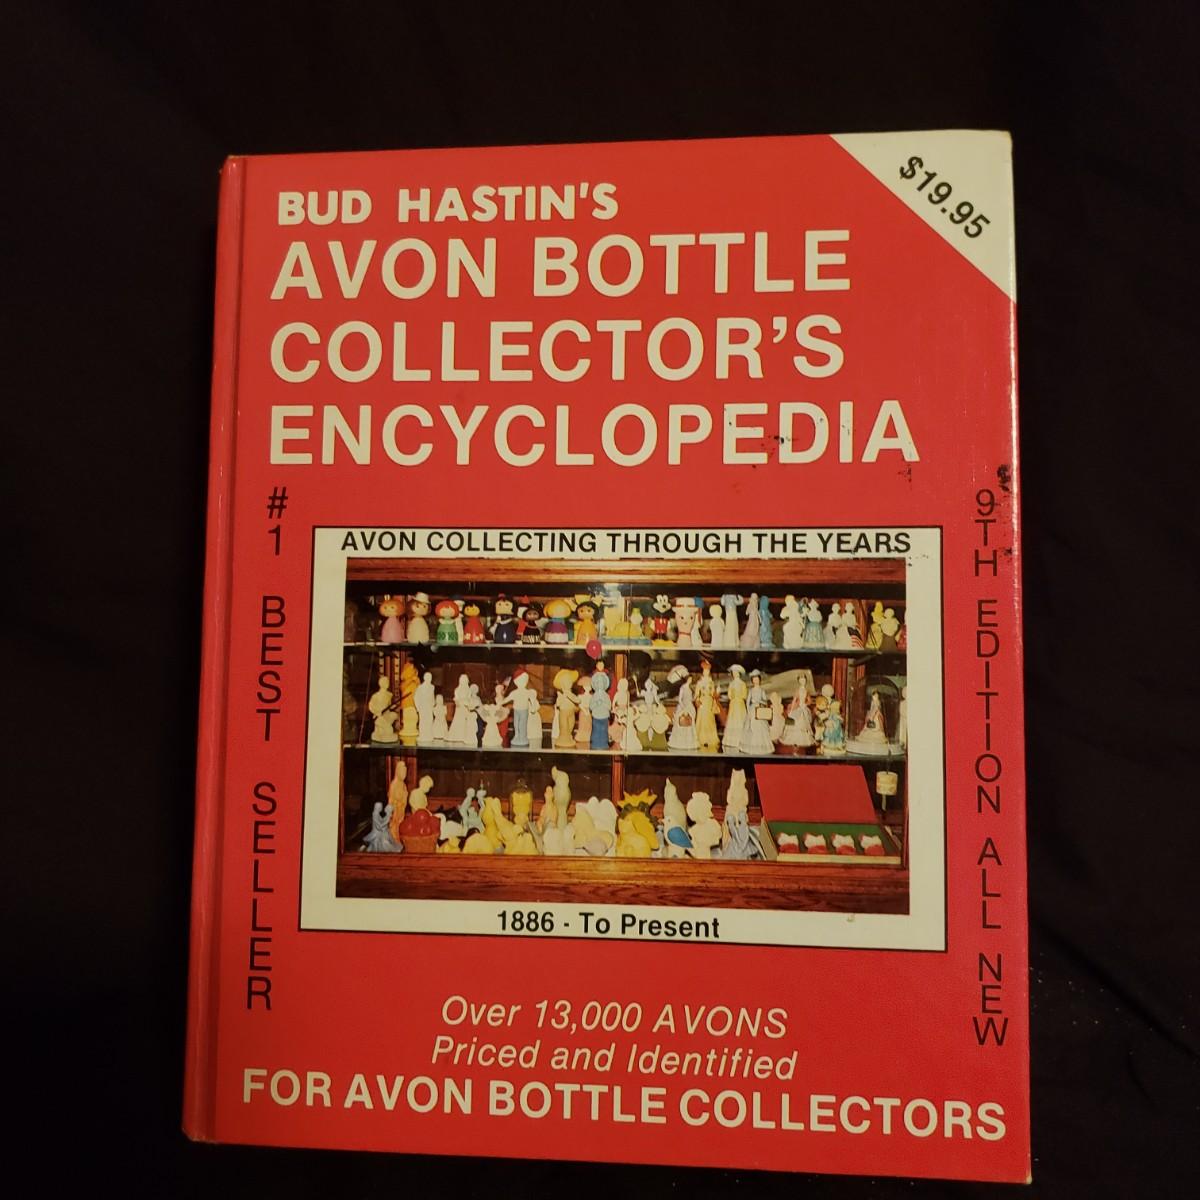 $19.95
BUD HASTIN'S
AVON BOTTLE
COLLECTOR'S
ENCYCLOPEDIA
#1 BEST SELLER
9TH EDITION ALL NEW
AVON COLLECTING THROUGH THE YEARS
1886 - To Present
Over 13,000 AVONS
Priced and Identified
FOR AVON BOTTLE COLLECTORS